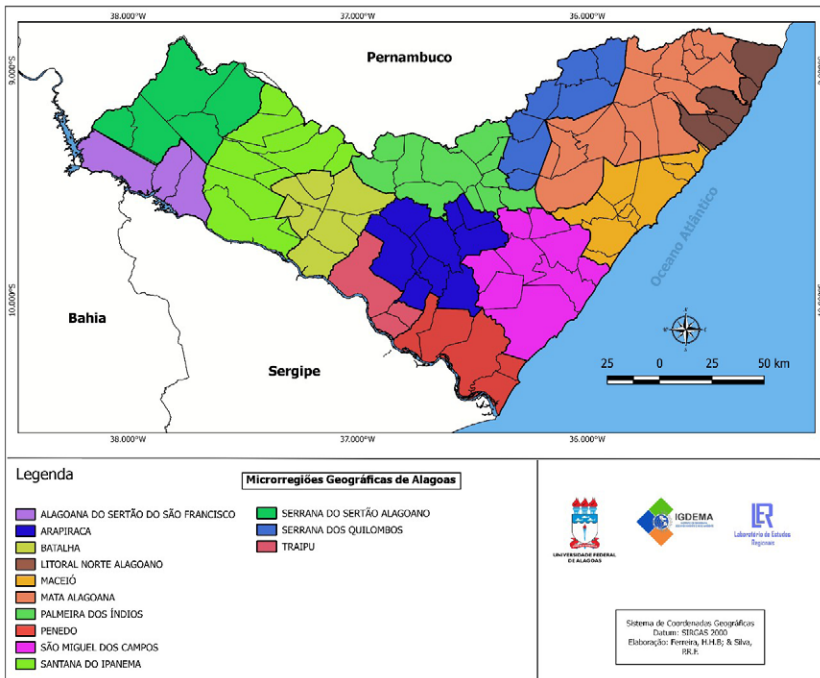 38.000°W 37.000°W 36.000°W
9.000°S
Pernambuco
Oceano Atlântico
10.000°S
Bahia
Sergipe
25 0 25 50 km
38.000°W 37.000°W 36.000°W
Legenda
Microrregiões Geográficas de Alagoas
ALAGOANA DO SERTÃO DO SÃO FRANCISCO
ARAPIRACA
BATALHA
LITORAL NORTE ALAGOANO
MACEIÓ
MATA ALAGOANA
PALMEIRA DOS ÍNDIOS
PENEDO
SÃO MIGUEL DOS CAMPOS
SANTANA DO IPANEMA
SERRANA DO SERTÃO ALAGOANO
SERRANA DOS QUILOMBOS
TRAIPU
UNIVERSIDADE FEDERAL
DE ALAGOAS
IGDEMA
LER
Laboratório de Estudos
Regionais
Sistema de Coordenadas Geográficas
Datum: SIRGAS 2000
Elaboração: Ferreira, H.H.B; & Silva,